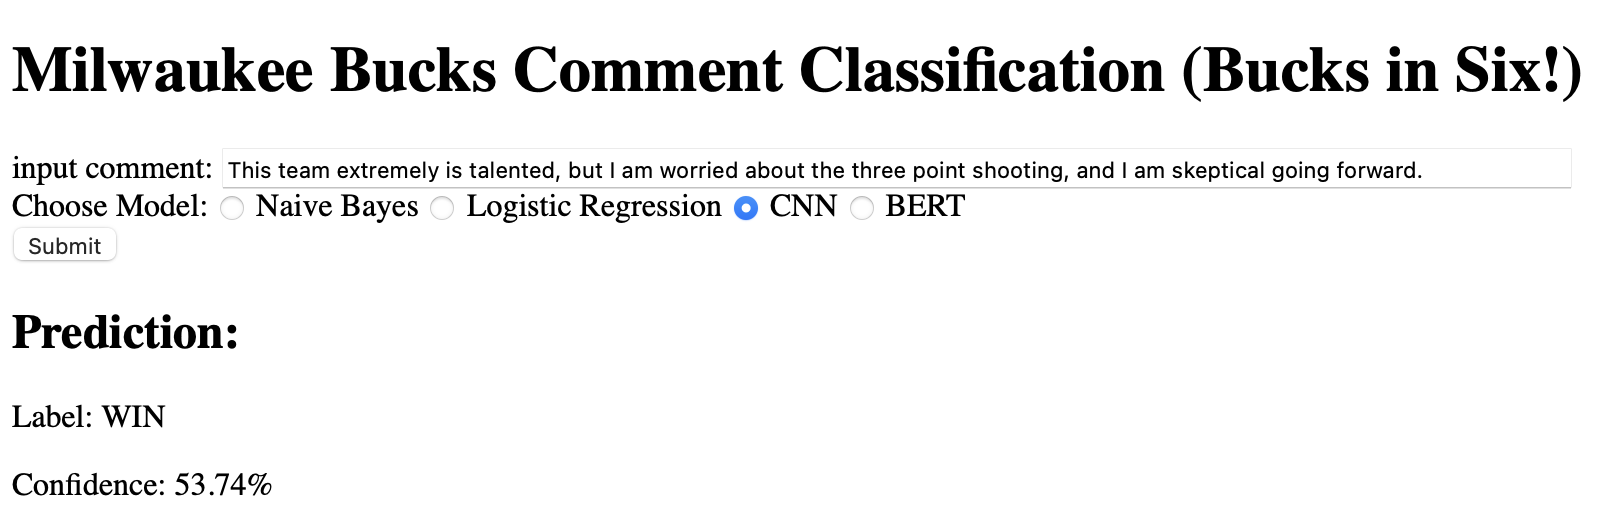 Milwaukee Bucks Comment Classification (Bucks in Six!)
input comment: This team extremely is talented, but I am worried about the three point shooting, and I am skeptical going forward.
Choose Model: Naive Bayes Logistic Regression CNN BERT
Submit
Prediction:
Label: WIN
Confidence: 53.74%